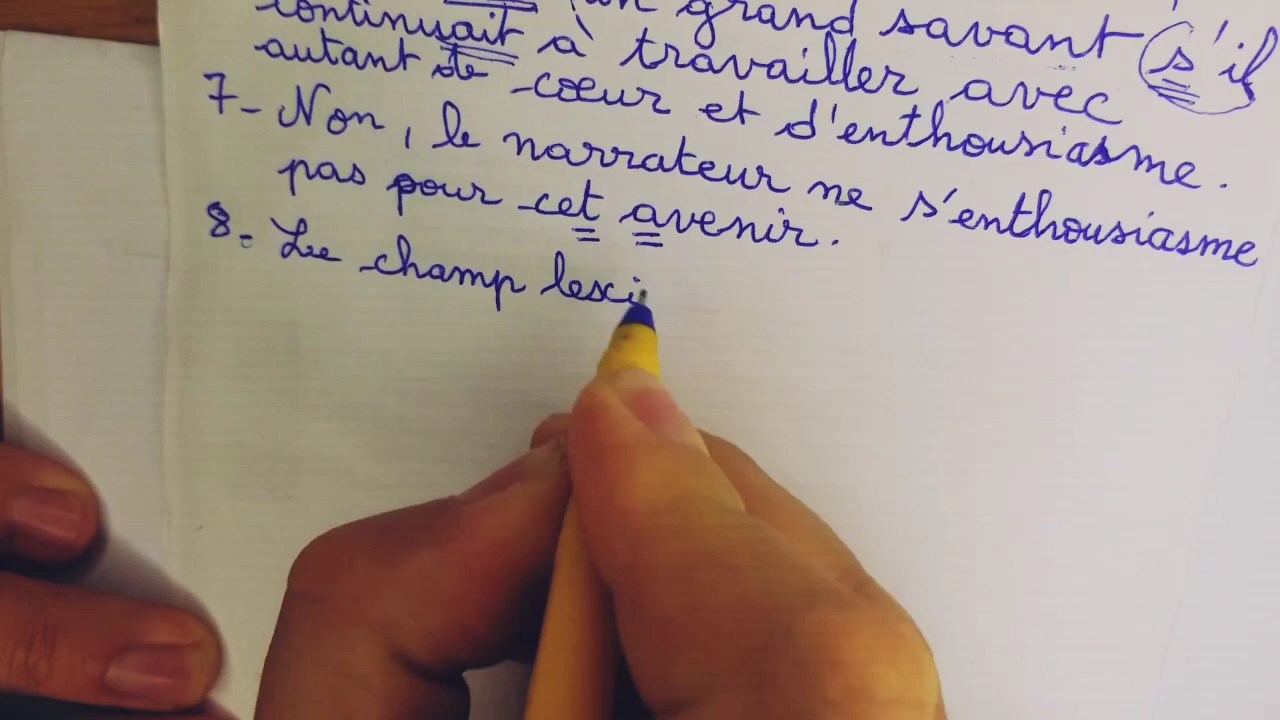 un grand savant s'il
continuait à travailler avec
autant de coeur et d'enthousiasme.
7- Non, le narrateur ne s'enthousiasme
pas pour cet avenir.
8- Le champ lexi